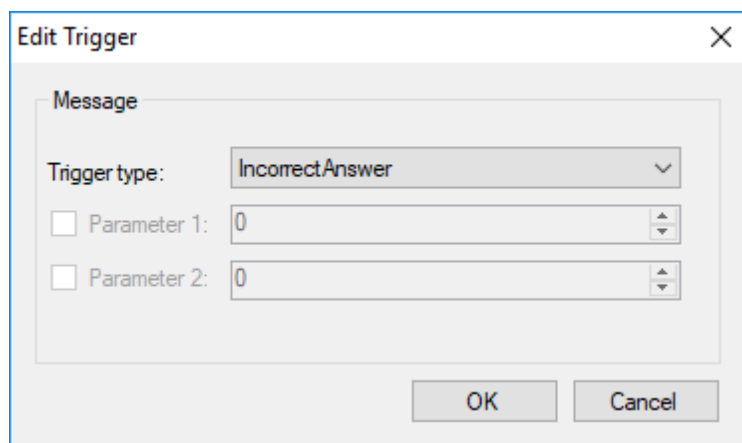 Edit Trigger
Message
Trigger type: IncorrectAnswer
Parameter 1: 0
Parameter 2: 0
OK Cancel